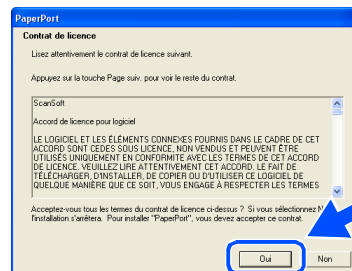 PaperPort
Contrat de licence
Lisez attentivement le contrat de licence suivant.
Appuyez sur la touche Page suiv. pour voir le reste du contrat.
ScanSoft
Accord de licence pour logiciel
LE LOGICIEL ET LES ÉLÉMENTS CONNEXES FOURNIS DANS LE CADRE DE CET
ACCORD SONT CEDES SOUS LICENCE, NON VENDUS ET PEUVENT ÊTRE
UTILISÉS UNIQUEMENT EN CONFORMITE AVEC LES TERMES DE CET ACCORD
DE LICENCE. VEUILLEZ LIRE ATTENTIVEMENT CET ACCORD. LE FAIT DE
TÉLÉCHARGER, D'INSTALLER, DE COPIER OU D'UTILISER CE LOGICIEL DE
QUELQUE MANIÈRE QUE CE SOIT, VOUS ENGAGE À RESPECTER LES TERMES
Acceptez-vous tous les termes du contrat de licence ci-dessus ? Si vous sélectionnez
l'installation s'arrêtera. Pour installer "PaperPort", vous devez accepter ce contrat.
Oui
Non